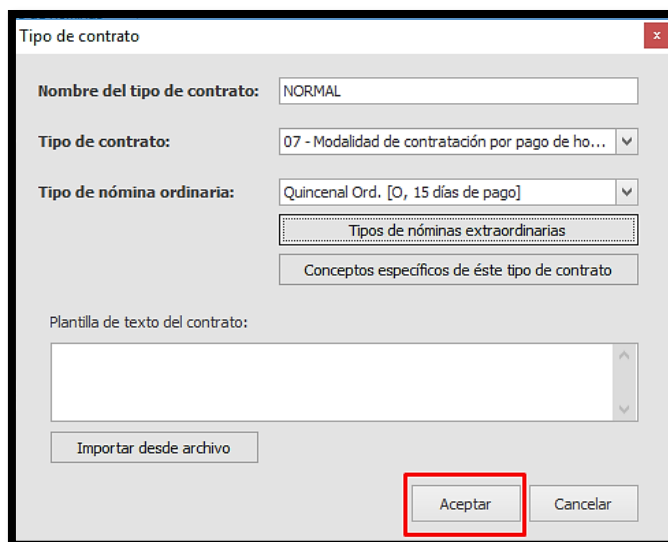 Tipo de contrato
x
Nombre del tipo de contrato: NORMAL
Tipo de contrato: 07 - Modalidad de contratación por pago de ho...
Tipo de nómina ordinaria: Quincenal Ord. [O, 15 días de pago]
Tipos de nóminas extraordinarias
Conceptos específicos de éste tipo de contrato
Plantilla de texto del contrato:
Importar desde archivo
Aceptar Cancelar